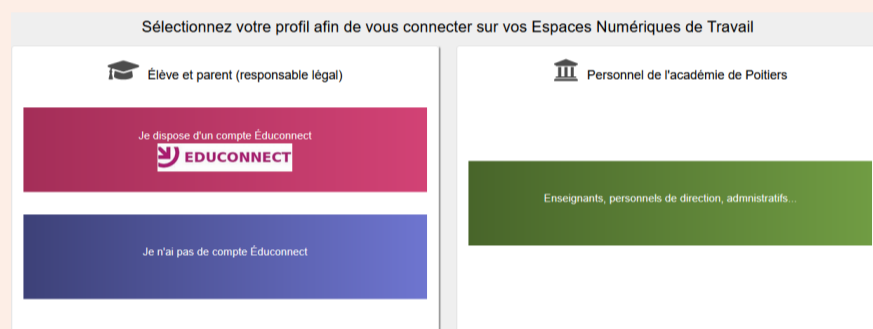 Sélectionnez votre profil afin de vous connecter sur vos Espaces Numériques de Travail
Élève et parent (responsable légal)
Je dispose d'un compte Éduconnect
EDUCONNECT
Je n'ai pas de compte Éduconnect
Personnel de l'académie de Poitiers
Enseignants, personnels de direction, admnistratifs...